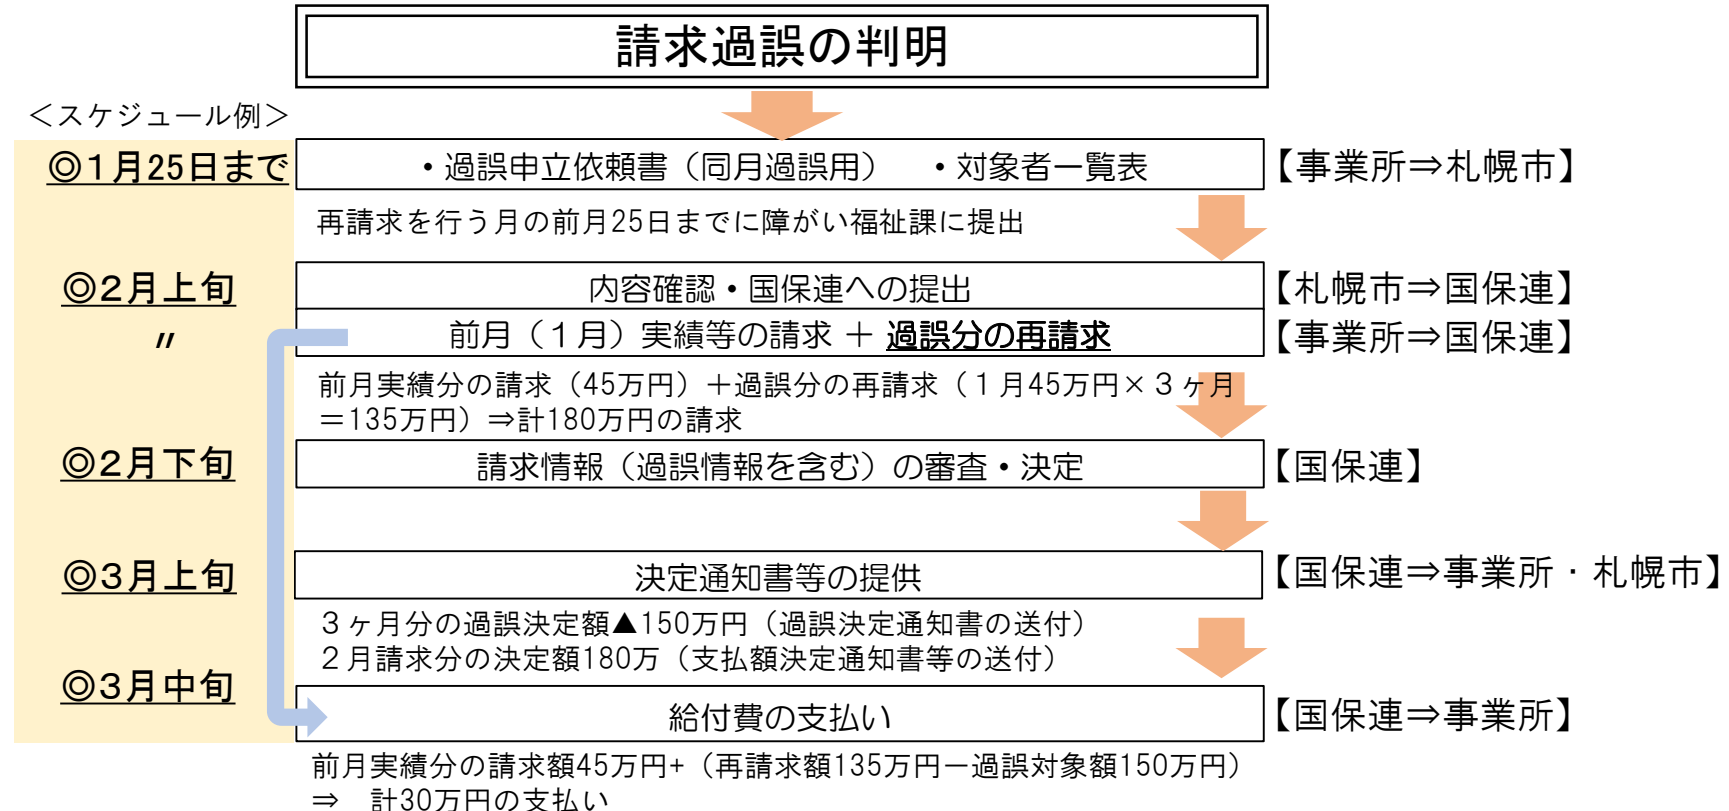 請求過誤の判明
＜スケジュール例＞
◎１月25日まで
・過誤申立依頼書（同月過誤用）　・対象者一覧表
【事業所⇒札幌市】
再請求を行う月の前月25日までに障がい福祉課に提出
◎２月上旬
内容確認・国保連への提出
【札幌市⇒国保連】
〃
前月（１月）実績等の請求 ＋ 過誤分の再請求
【事業所⇒国保連】
前月実績分の請求（45万円）＋過誤分の再請求（１月45万円×３ヶ月
＝135万円）⇒計180万円の請求
◎２月下旬
請求情報（過誤情報を含む）の審査・決定
【国保連】
◎３月上旬
決定通知書等の提供
【国保連⇒事業所・札幌市】
３ヶ月分の過誤決定額▲150万円（過誤決定通知書の送付）
２月請求分の決定額180万（支払額決定通知書等の送付）
◎３月中旬
給付費の支払い
【国保連⇒事業所】
前月実績分の請求額45万円+（再請求額135万円－過誤対象額150万円）
⇒　計30万円の支払い